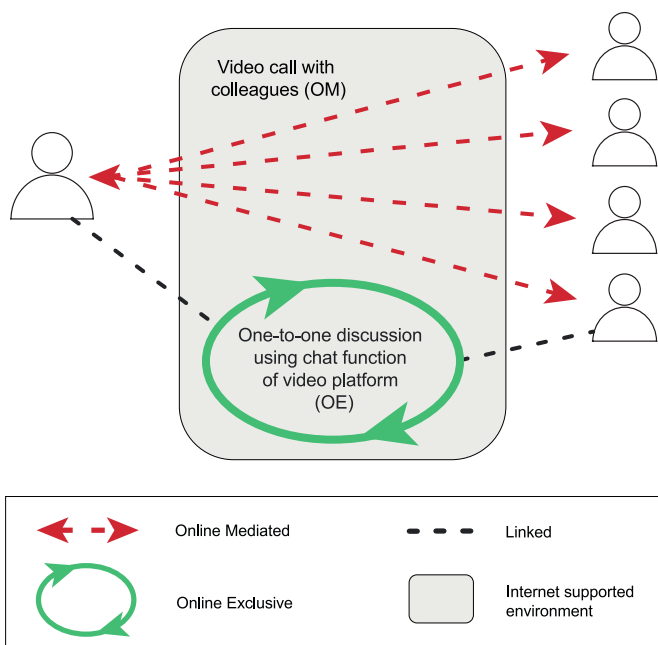 Video call with
colleagues (OM)
One-to-one discussion
using chat function
of video platform
(OE)
Online Mediated
Linked
Online Exclusive
Internet supported
environment